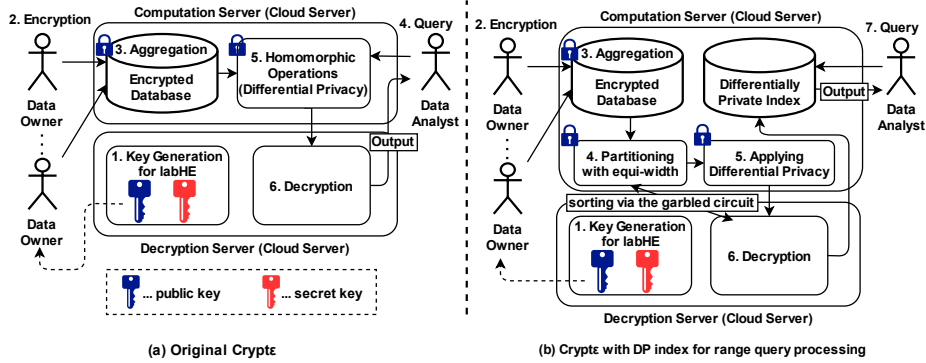 Computation Server (Cloud Server)
2. Encryption
4. Query
3. Aggregation
Encrypted
Database
5. Homomorphic
Operations
(Differential Privacy)
Data
Owner
Data
Analyst
Output
1. Key Generation
for labHE
6. Decryption
Data
Owner
Decryption Server (Cloud Server)
... public key
... secret key
(a) Original Cryptε
Computation Server (Cloud Server)
2. Encryption
7. Query
3. Aggregation
Encrypted
Database
Differentially
Private Index
Output
Data
Owner
Data
Analyst
4. Partitioning
with equi-width
5. Applying
Differential Privacy
sorting via the garbled circuit
1. Key Generation
for labHE
6. Decryption
Data
Owner
Decryption Server (Cloud Server)
(b) Cryptε with DP index for range query processing